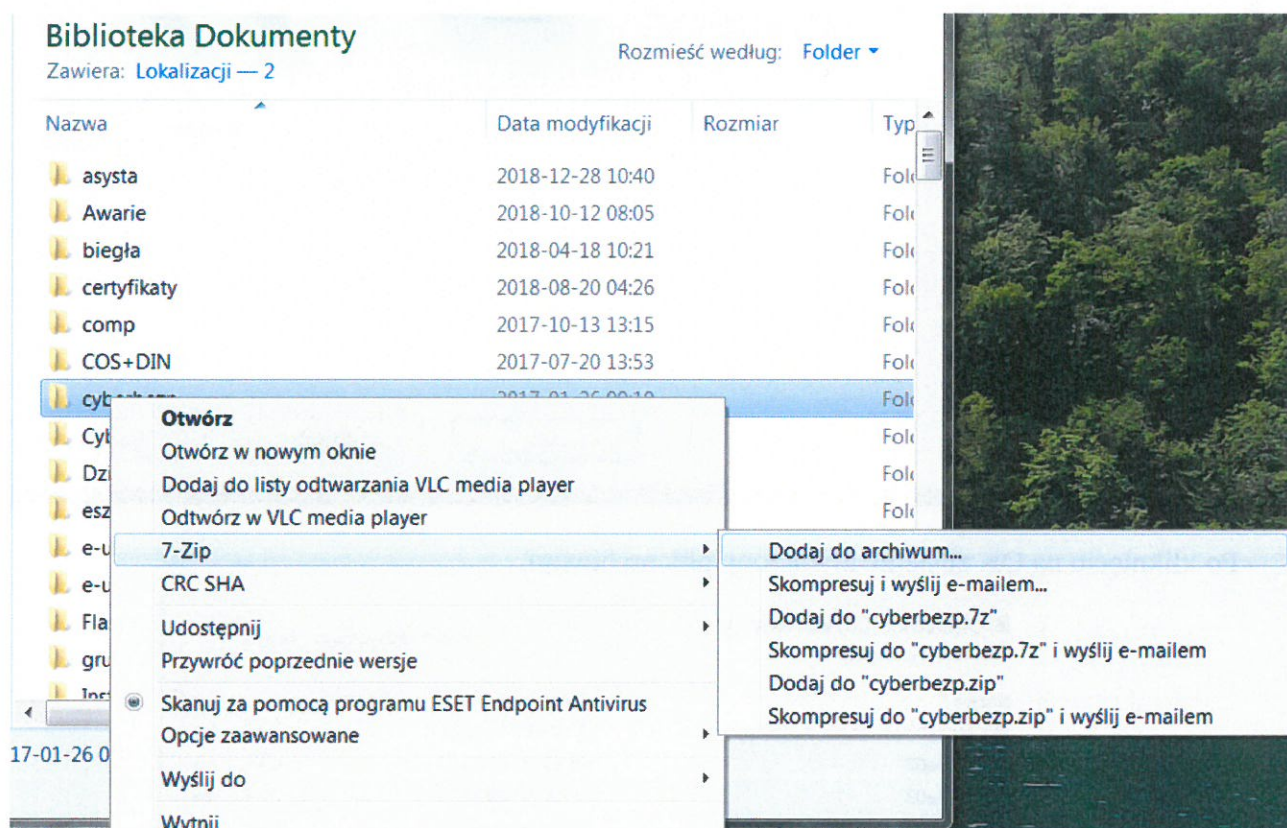 Biblioteka Dokumenty
Zawiera: Lokalizacji — 2
Rozmieść według: Folder
Nazwa Data modyfikacji Rozmiar Typ
asysta 2018-12-28 10:40
Awarie 2018-10-12 08:05
biegła 2018-04-18 10:21
certyfikaty 2018-08-20 04:26
comp 2017-10-13 13:15
COS+DIN 2017-07-20 13:53
Otwórz
Otwórz w nowym oknie
Dodaj do listy odtwarzania VLC media player
Odtwórz w VLC media player
7-Zip
CRC SHA
Udostępnij
Przywróć poprzednie wersje
Skanuj za pomocą programu ESET Endpoint Antivirus
Opcje zaawansowane
Wyślij do
Wytnij
Dodaj do archiwum...
Skompresuj i wyślij e-mailem...
Dodaj do "cyberbezp.7z"
Skompresuj do "cyberbezp.7z" i wyślij e-mailem
Dodaj do "cyberbezp.zip"
Skompresuj do "cyberbezp.zip" i wyślij e-mailem
17-01-26 0